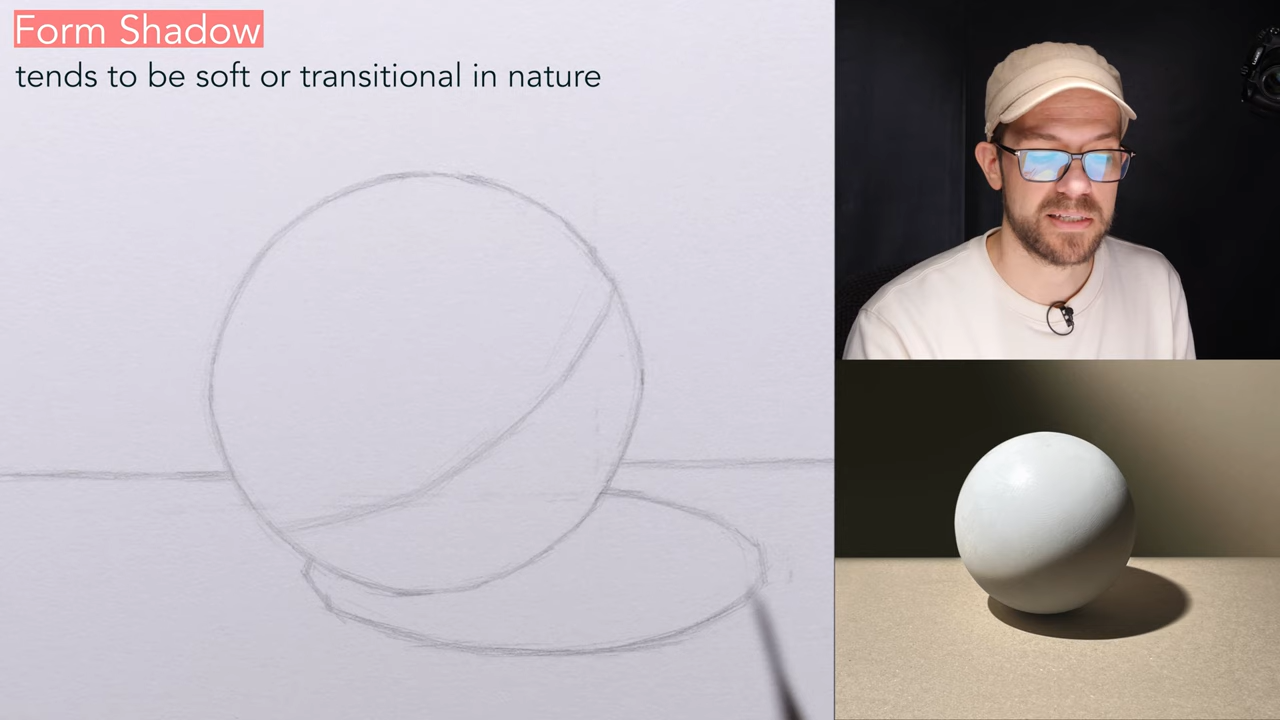 Form Shadow
tends to be soft or transitional in nature